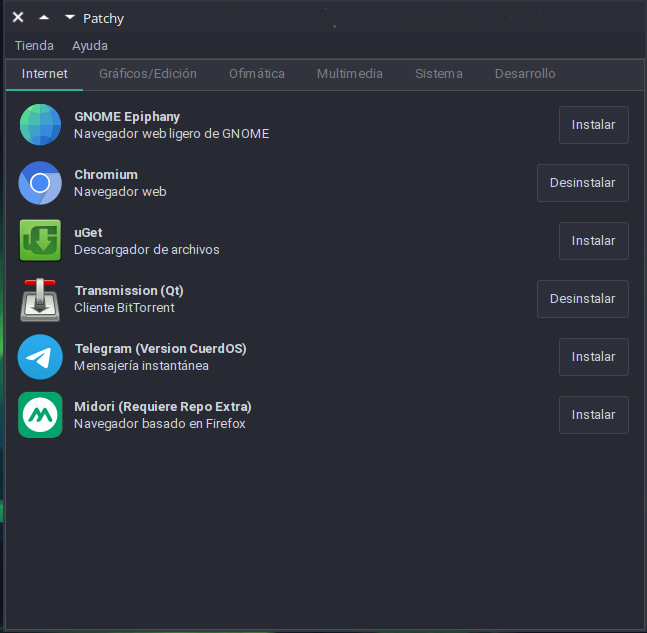 Patchy
Tienda Ayuda
Internet Gráficos/Edición Ofimática Multimedia Sistema Desarrollo
GNOME Epiphany
Navegador web ligero de GNOME
Instalar
Chromium
Navegador web
Desinstalar
uGet
Descargador de archivos
Instalar
Transmission (Qt)
Cliente BitTorrent
Desinstalar
Telegram (Version CuerdOS)
Mensajería instantánea
Instalar
Midori (Requiere Repo Extra)
Navegador basado en Firefox
Instalar